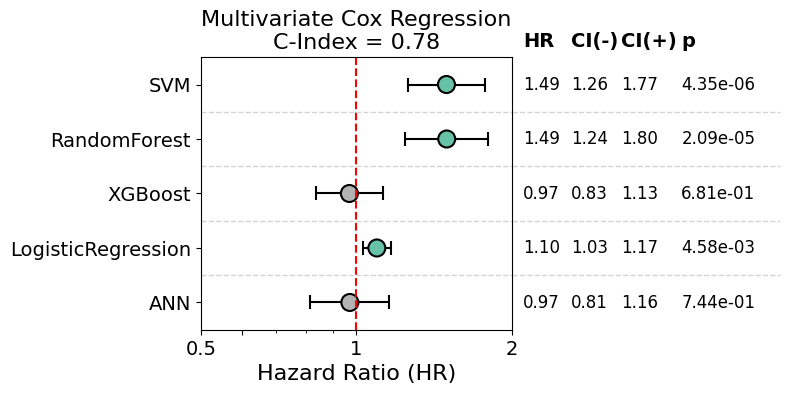 Multivariate Cox Regression
C-Index = 0.78
HR CI(-) CI(+) p
SVM 1.49 1.26 1.77 4.35e-06
RandomForest 1.49 1.24 1.80 2.09e-05
XGBoost 0.97 0.83 1.13 6.81e-01
LogisticRegression 1.10 1.03 1.17 4.58e-03
ANN 0.97 0.81 1.16 7.44e-01
0.5 1 2
Hazard Ratio (HR)